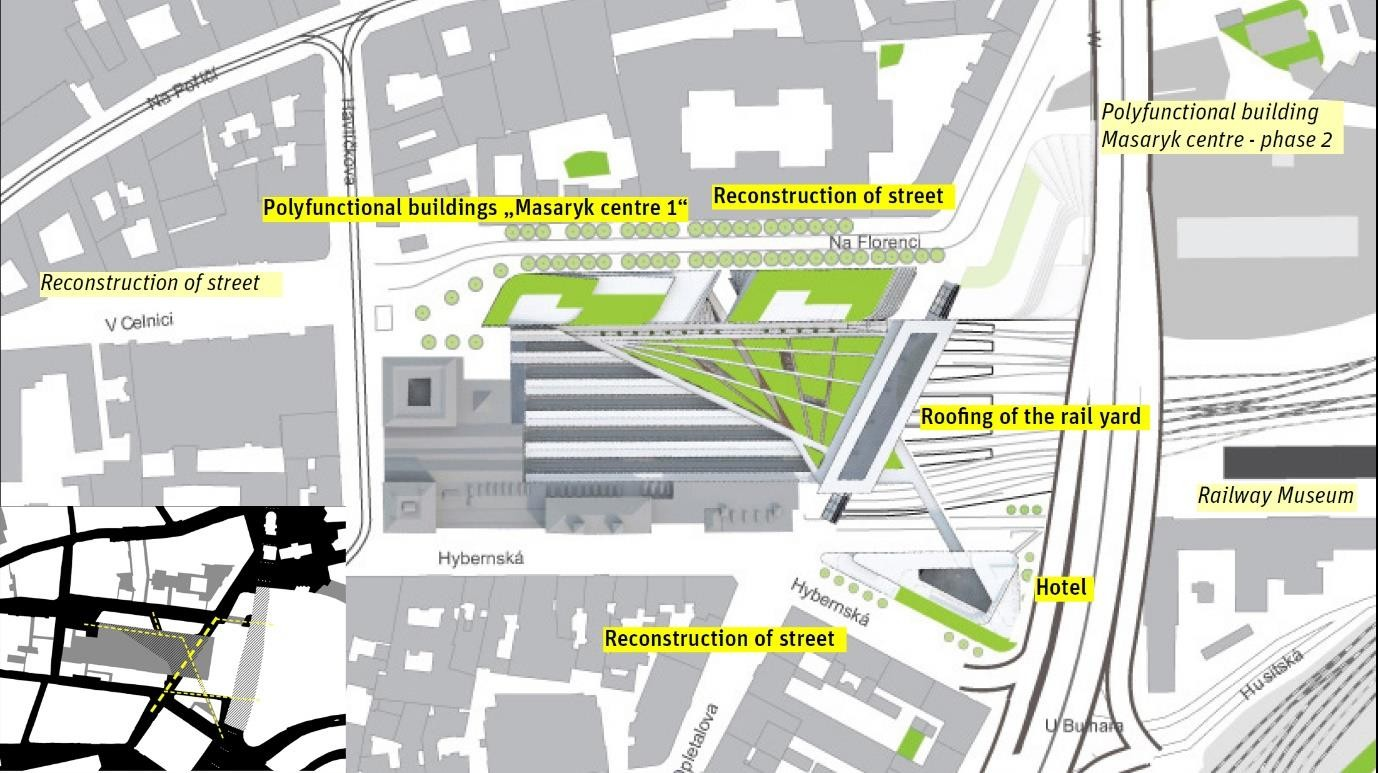 Na Poříčí
Havlíčkova
Polyfunctional building
Masaryk centre - phase 2
Polyfunctional buildings „Masaryk centre 1“
Reconstruction of street
Na Florenci
Reconstruction of street
V Celnici
Roofing of the rail yard
Railway Museum
Hybernská
Hybernská
Hotel
Reconstruction of street
Husitská
U Bulhara